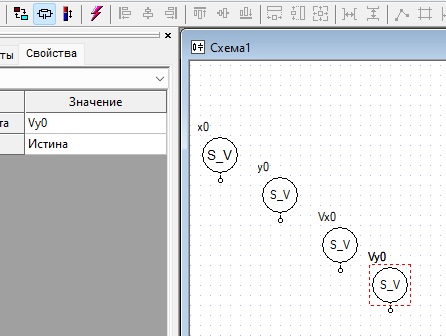 ты Свойства
Значение
та Vy0
Истина
Схема1
x0
S_V
y0
S_V
Vx0
S_V
Vy0
S_V